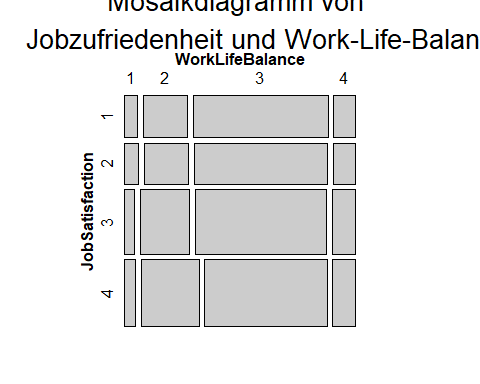 Mosaikdiagramm von
Jobzufriedenheit und Work-Life-Balan
WorkLifeBalance
1 2 3 4
JobSatisfaction
1
2
3
4